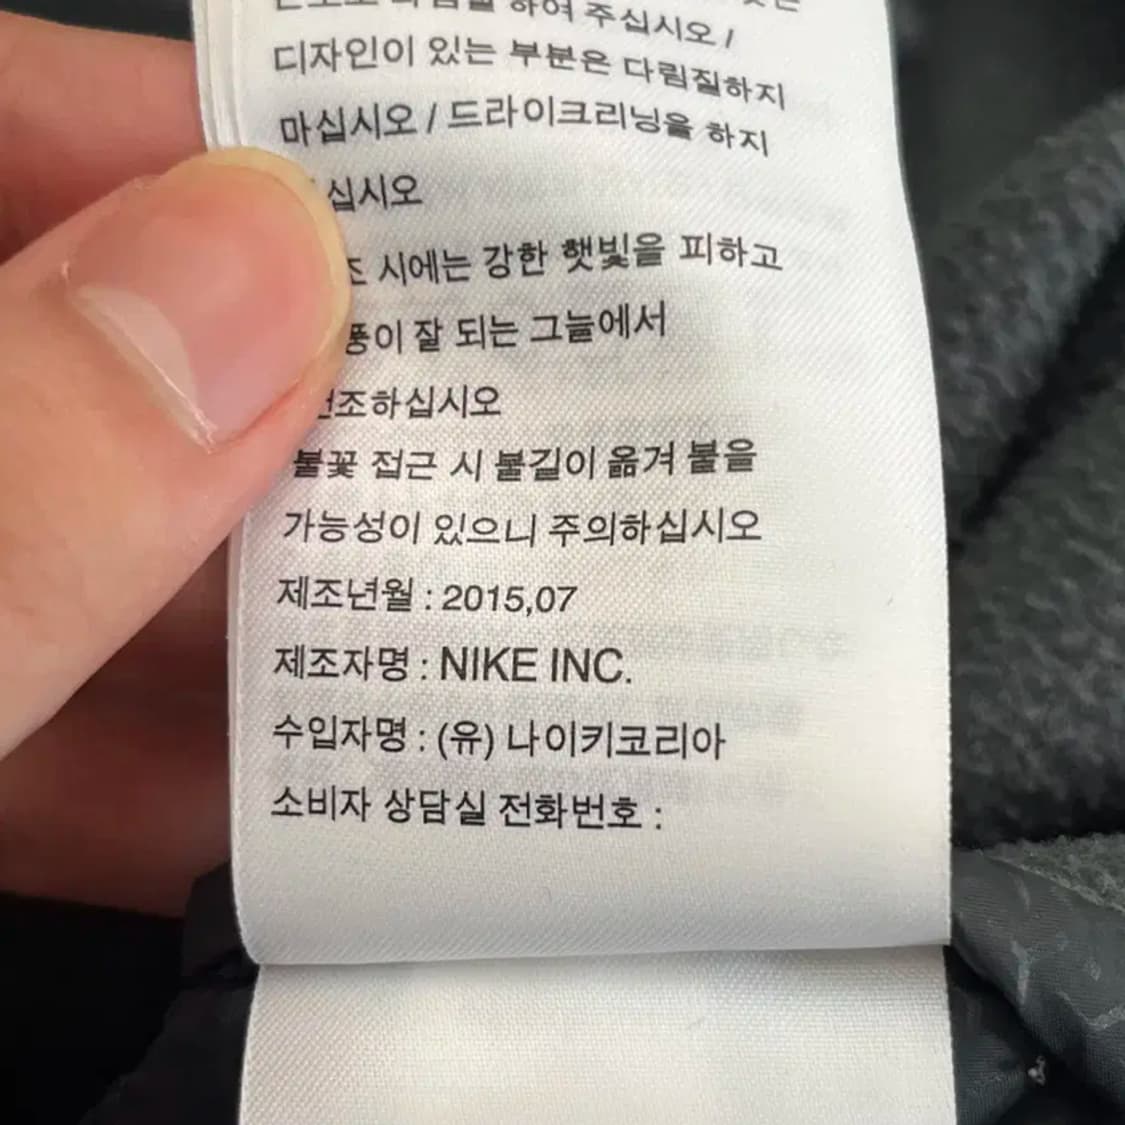 하여 주십시오 /
디자인이 있는 부분은 다림질하지
마십시오 / 드라이크리닝을 하지
십시오
시에는 강한 햇빛을 피하고
잘 되는 그늘에서
불꽃 접근 시 불길이 옮겨 붙을
가능성이 있으니 주의하십시오
제조년월 : 2015,07
제조자명 : NIKE INC.
수입자명 : (유) 나이키코리아
소비자 상담실 전화번호 :